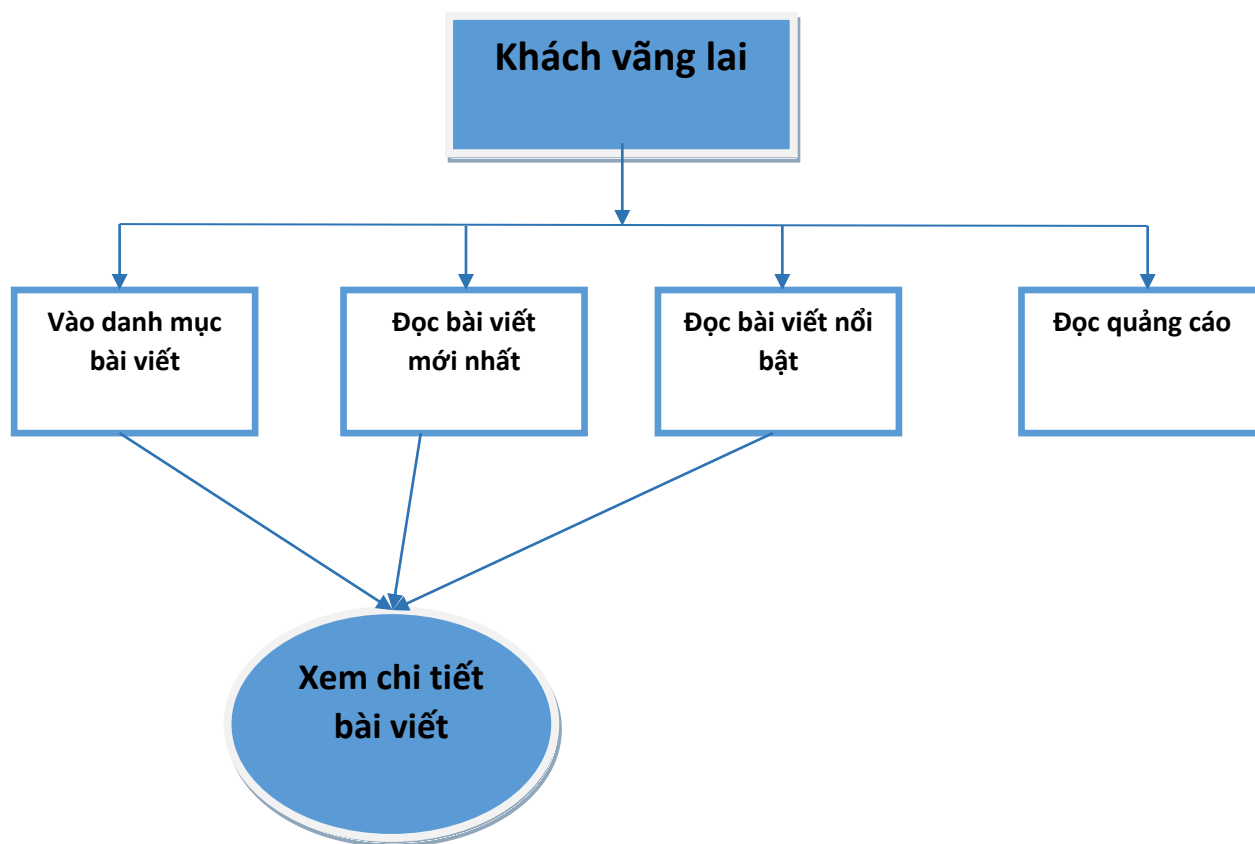 Khách vãng lai
Vào danh mục
bài viết
Đọc bài viết
mới nhất
Đọc bài viết nổi
bật
Đọc quảng cáo
Xem chi tiết
bài viết